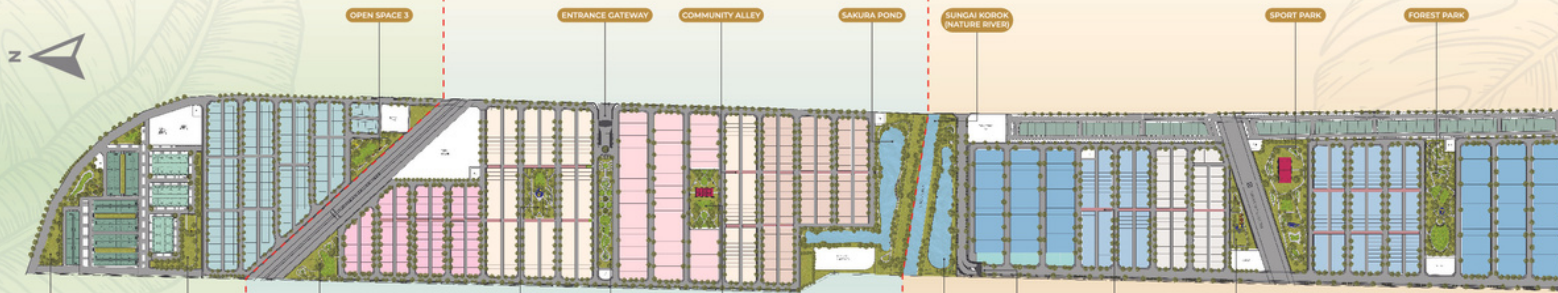 OPEN SPACE 3
ENTRANCE GATEWAY
COMMUNITY ALLEY
SAKURA POND
SUNGAI KOROK
(NATURE RIVER)
SPORT PARK
FOREST PARK
N